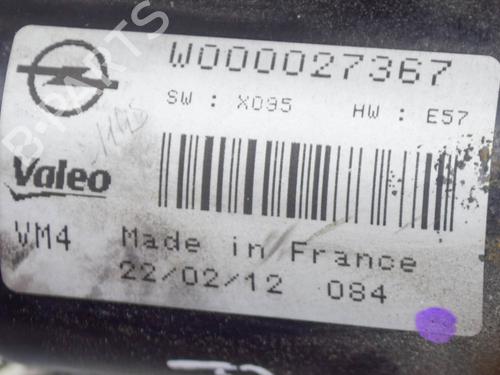 W000027367
SW : X095 HW : E57
Valeo
VM4 Made in France
22/02/12 084
B-PARTS